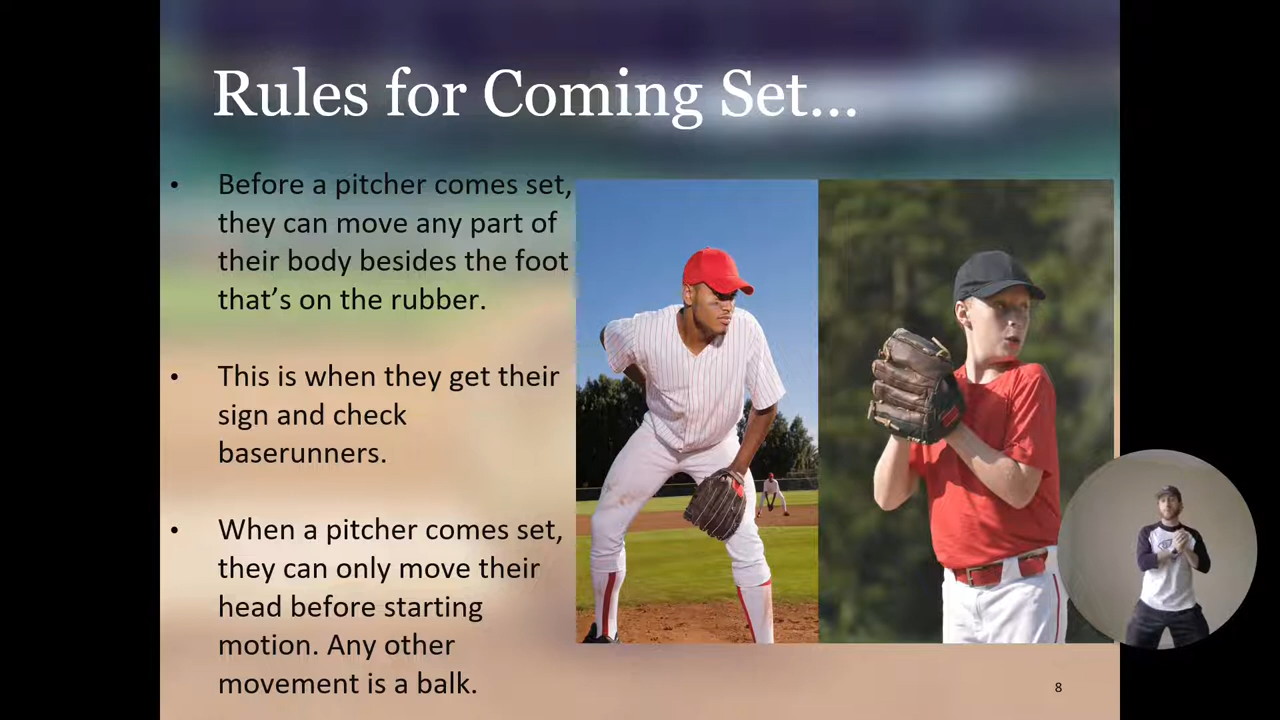 Rules for Coming Set...
• Before a pitcher comes set,
they can move any part of
their body besides the foot
that’s on the rubber.
• This is when they get their
sign and check
baserunners.
• When a pitcher comes set,
they can only move their
head before starting
motion. Any other
movement is a balk.
8